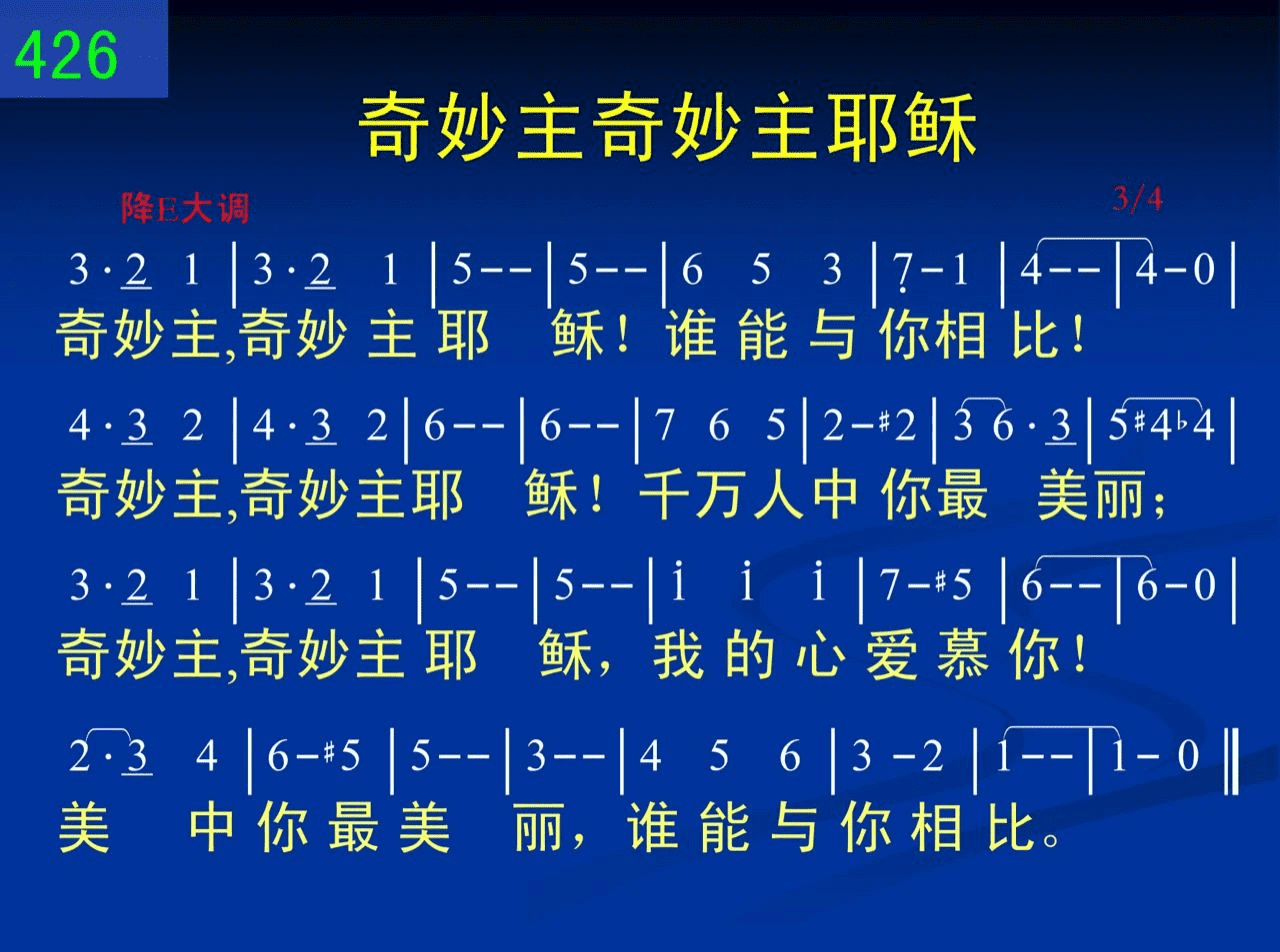 426
奇妙主奇妙主耶稣
降E大调 3/4
3·2 1|3·2 1|5--|5--|6 5 3|7̣-1|4--|4-0|
奇妙主,奇妙 主 耶 稣！谁 能 与 你相 比！
4·3 2|4·3 2|6--|6--|7 6 5|2-#2|3 6·3|5#4♭4|
奇妙主,奇妙主耶 稣！千万人中 你最 美丽；
3·2 1|3·2 1|5--|5--|i i i|7-#5|6--|6-0|
奇妙主,奇妙主 耶 稣，我 的 心 爱 慕 你！
2·3 4|6-#5|5--|3--|4 5 6|3 -2|1--|1- 0‖
美 中 你 最 美 丽，谁 能 与 你 相 比。